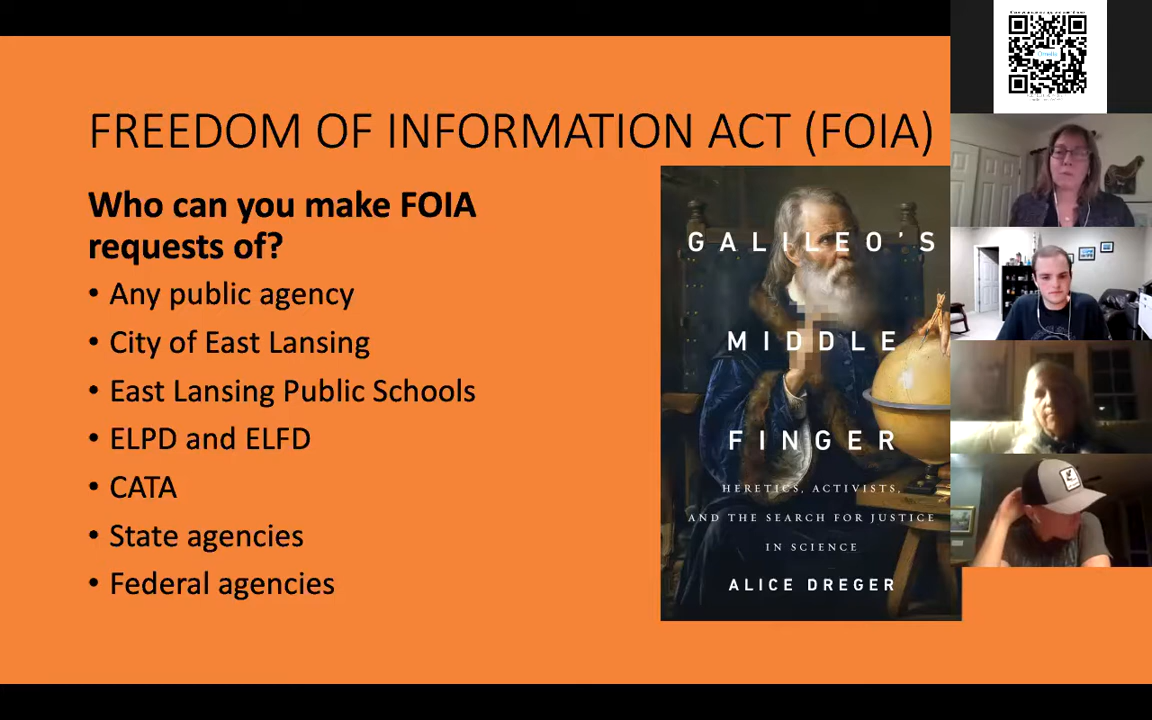 FREEDOM OF INFORMATION ACT (FOIA)
Who can you make FOIA
requests of?
• Any public agency
• City of East Lansing
• East Lansing Public Schools
• ELPD and ELFD
• CATA
• State agencies
• Federal agencies
GALILEO'S
MIDDLE
FINGER
HERETICS, ACTIVISTS,
AND THE SEARCH FOR JUSTICE
IN SCIENCE
ALICE DREGER